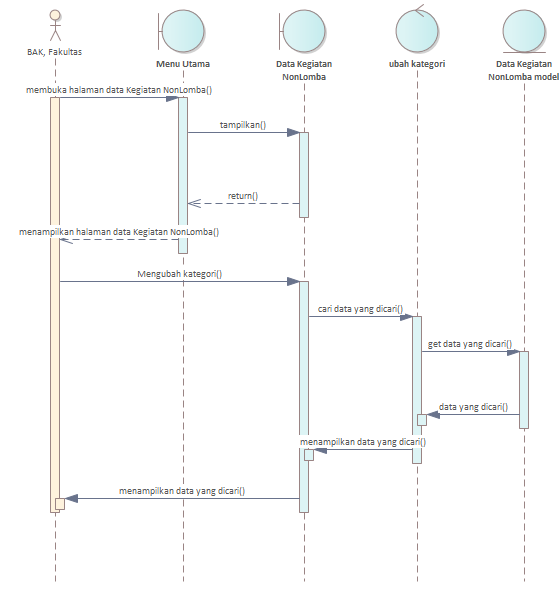 BAK, Fakultas
Menu Utama
Data Kegiatan
NonLomba
ubah kategori
Data Kegiatan
NonLomba model
membuka halaman data Kegiatan NonLomba()
tampilkan()
return()
menampilkan halaman data Kegiatan NonLomba()
Mengubah kategori()
cari data yang dicari()
get data yang dicari()
data yang dicari()
menampilkan data yang dicari()
menampilkan data yang dicari()